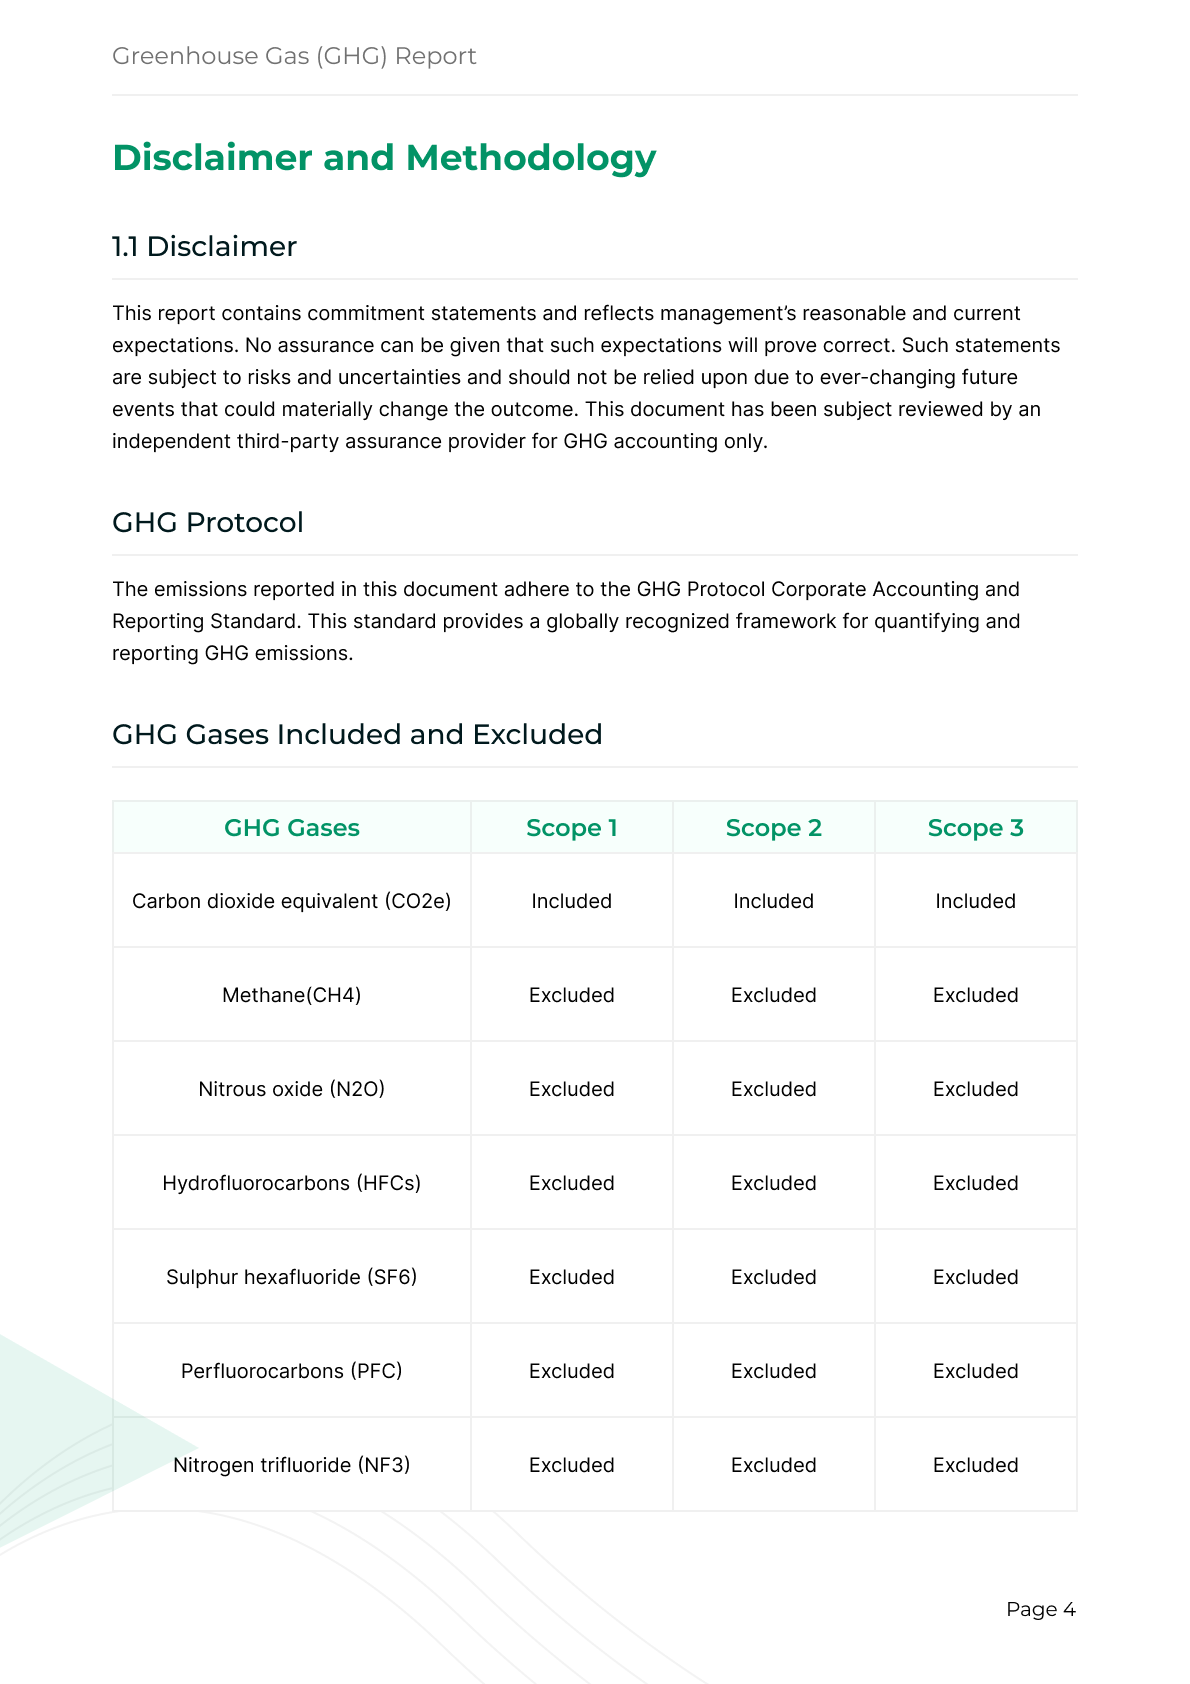 Greenhouse Gas (GHG) Report
Disclaimer and Methodology
1.1 Disclaimer
This report contains commitment statements and reflects management’s reasonable and current
expectations. No assurance can be given that such expectations will prove correct. Such statements
are subject to risks and uncertainties and should not be relied upon due to ever-changing future
events that could materially change the outcome. This document has been subject reviewed by an
independent third-party assurance provider for GHG accounting only.
GHG Protocol
The emissions reported in this document adhere to the GHG Protocol Corporate Accounting and
Reporting Standard. This standard provides a globally recognized framework for quantifying and
reporting GHG emissions.
GHG Gases Included and Excluded
GHG Gases Scope 1 Scope 2 Scope 3
Carbon dioxide equivalent (CO2e) Included Included Included
Methane(CH4) Excluded Excluded Excluded
Nitrous oxide (N2O) Excluded Excluded Excluded
Hydrofluorocarbons (HFCs) Excluded Excluded Excluded
Sulphur hexafluoride (SF6) Excluded Excluded Excluded
Perfluorocarbons (PFC) Excluded Excluded Excluded
Nitrogen trifluoride (NF3) Excluded Excluded Excluded
Page 4